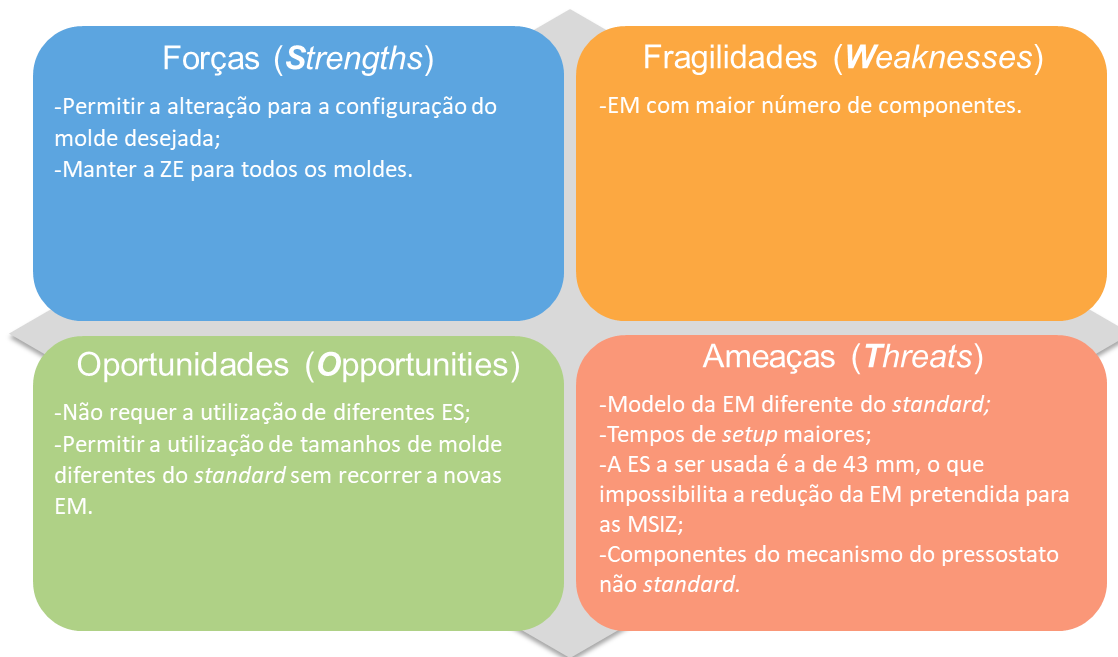 Forças (Strengths)
-Permitir a alteração para a configuração do
molde desejada;
-Manter a ZE para todos os moldes.
Fragilidades (Weaknesses)
-EM com maior número de componentes.
Oportunidades (Opportunities)
-Não requer a utilização de diferentes ES;
-Permitir a utilização de tamanhos de molde
diferentes do standard sem recorrer a novas
EM.
Ameaças (Threats)
-Modelo da EM diferente do standard;
-Tempos de setup maiores;
-A ES a ser usada é a de 43 mm, o que
impossibilita a redução da EM pretendida para
as MSIZ;
-Componentes do mecanismo do pressostato
não standard.